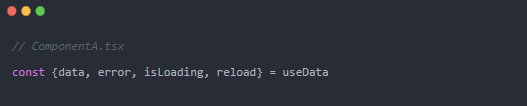 // ComponentA.tsx
const {data, error, isLoading, reload} = useData